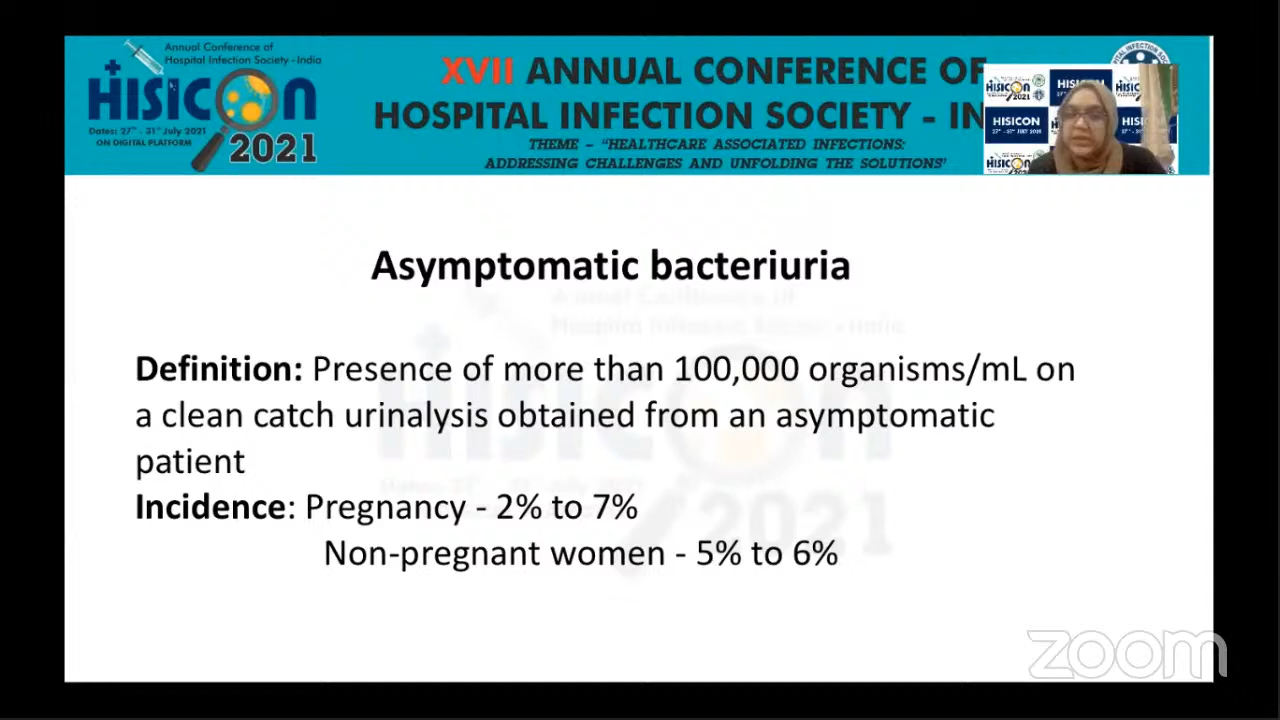 Annual Conference of
Hospital Infection Society -India
HISICON
Dates: 27th - 31st July 2021
ON DIGITAL PLATFORM
2021
XVII ANNUAL CONFERENCE OF
HOSPITAL INFECTION SOCIETY - IN
THEME – "HEALTHCARE ASSOCIATED INFECTIONS:
ADDRESSING CHALLENGES AND UNFOLDING THE SOLUTIONS"
HISICON
Asymptomatic bacteriuria
Definition: Presence of more than 100,000 organisms/mL on
a clean catch urinalysis obtained from an asymptomatic
patient
Incidence: Pregnancy - 2% to 7%
Non-pregnant women - 5% to 6%
zoom